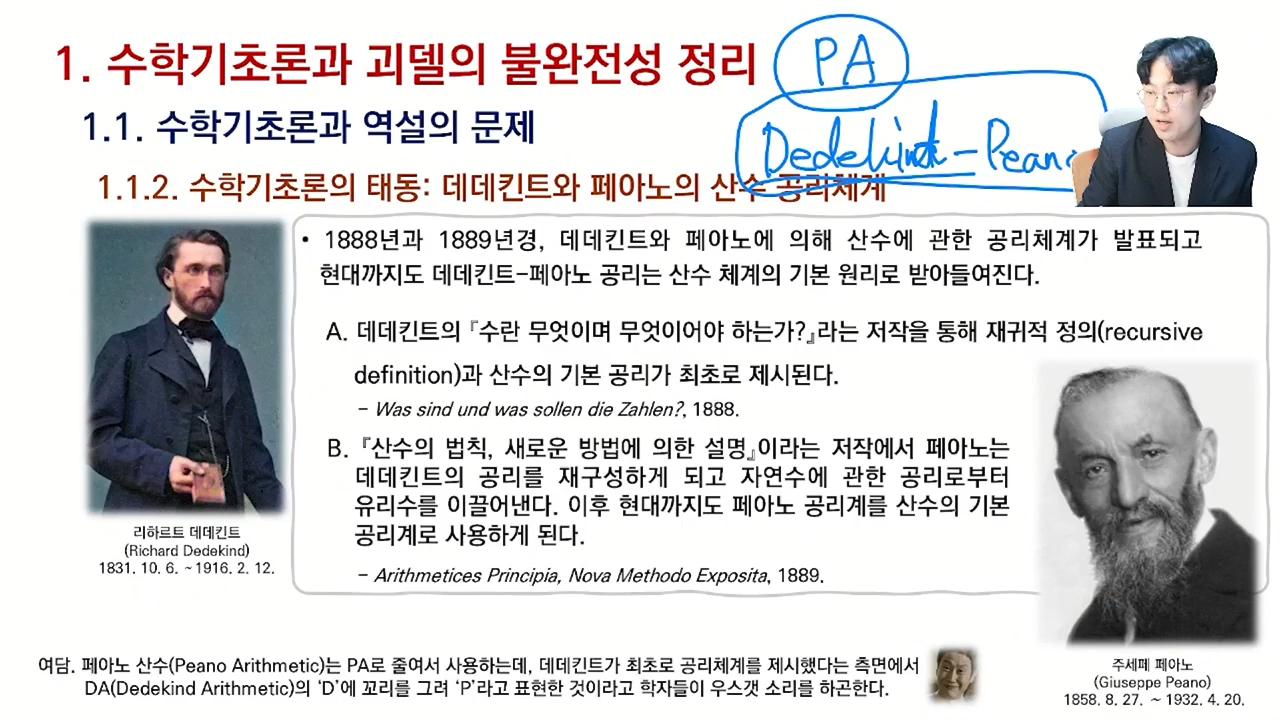 1. 수학기초론과 괴델의 불완전성 정리
PA
1.1. 수학기초론과 역설의 문제
Dedekind-Peano
1.1.2. 수학기초론의 태동: 데데킨트와 페아노의 산수 공리체계
• 1888년과 1889년경, 데데킨트와 페아노에 의해 산수에 관한 공리체계가 발표되고
현대까지도 데데킨트-페아노 공리는 산수 체계의 기본 원리로 받아들여진다.
A. 데데킨트의 『수란 무엇이며 무엇이어야 하는가?』라는 저작을 통해 재귀적 정의(recursive
definition)과 산수의 기본 공리가 최초로 제시된다.
- Was sind und was sollen die Zahlen?, 1888.
B. 『산수의 법칙, 새로운 방법에 의한 설명』이라는 저작에서 페아노는
데데킨트의 공리를 재구성하게 되고 자연수에 관한 공리로부터
유리수를 이끌어낸다. 이후 현대까지도 페아노 공리계를 산수의 기본
공리계로 사용하게 된다.
- Arithmetices Principia, Nova Methodo Exposita, 1889.
리하르트 데데킨트
(Richard Dedekind)
1831. 10. 6. ~1916. 2. 12.
주세페 페아노
(Giuseppe Peano)
1858. 8. 27. ~ 1932. 4. 20.
여담. 페아노 산수(Peano Arithmetic)는 PA로 줄여서 사용하는데, 데데킨트가 최초로 공리체계를 제시했다는 측면에서
DA(Dedekind Arithmetic)의 'D'에 꼬리를 그려 'P'라고 표현한 것이라고 학자들이 우스갯 소리를 하곤한다.